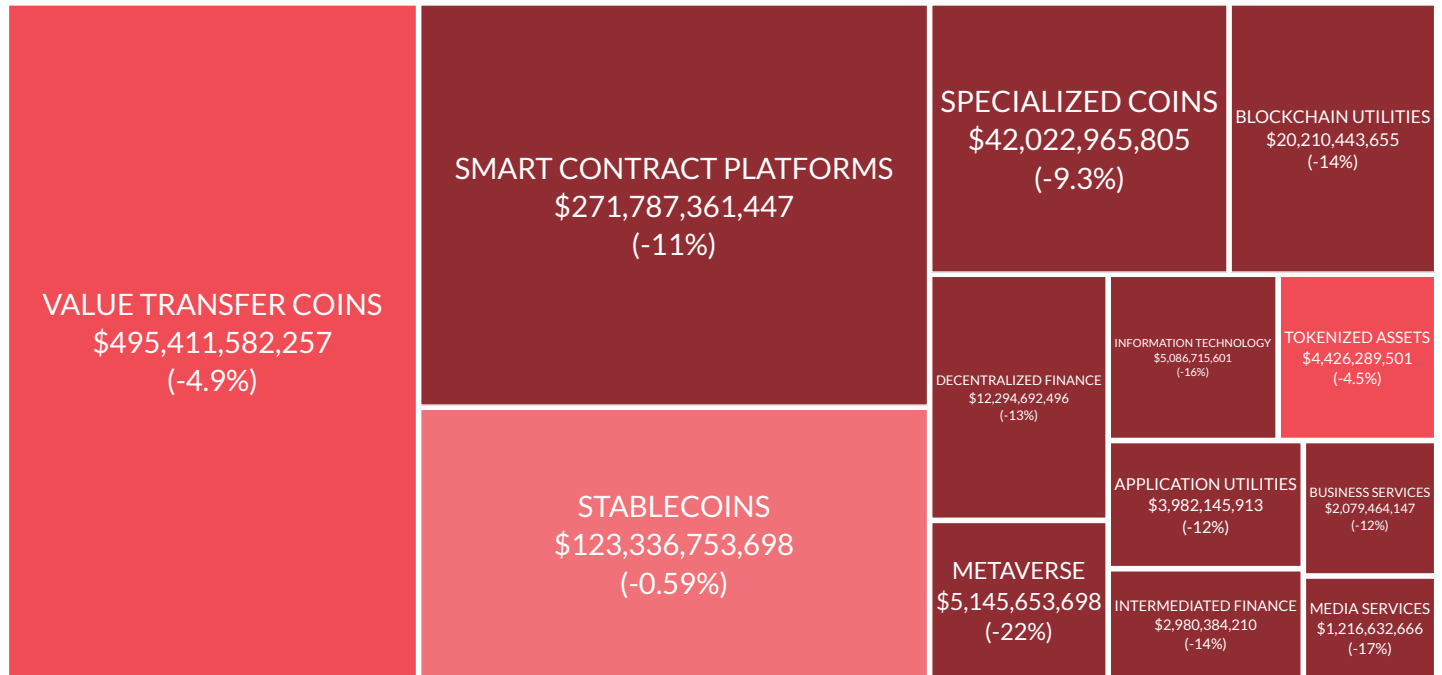 VALUE TRANSFER COINS
$495,411,582,257
(-4.9%)
SMART CONTRACT PLATFORMS
$271,787,361,447
(-11%)
STABLECOINS
$123,336,753,698
(-0.59%)
SPECIALIZED COINS
$42,022,965,805
(-9.3%)
BLOCKCHAIN UTILITIES
$20,210,443,655
(-14%)
DECENTRALIZED FINANCE
$12,294,692,496
(-13%)
METAVERSE
$5,145,653,698
(-22%)
INFORMATION TECHNOLOGY
$5,086,715,601
(-16%)
TOKENIZED ASSETS
$4,426,289,501
(-4.5%)
APPLICATION UTILITIES
$3,982,145,913
(-12%)
BUSINESS SERVICES
$2,079,464,147
(-12%)
INTERMEDIATED FINANCE
$2,980,384,210
(-14%)
MEDIA SERVICES
$1,216,632,666
(-17%)